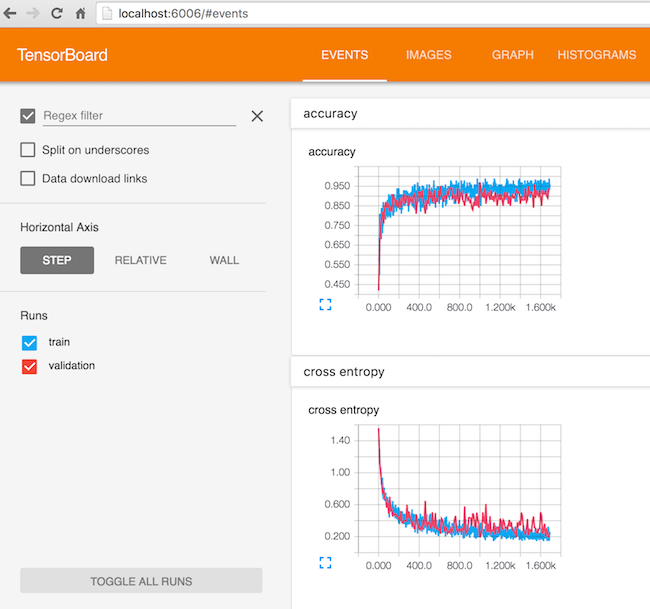 localhost:6006/#events
TensorBoard
EVENTS IMAGES GRAPH HISTOGRAMS
Regex filter
Split on underscores
Data download links
Horizontal Axis
STEP RELATIVE WALL
Runs
train
validation
TOGGLE ALL RUNS
accuracy
accuracy
0.950
0.850
0.750
0.650
0.550
0.450
0.000 400.0 800.0 1.200k 1.600k
cross entropy
cross entropy
1.40
1.00
0.600
0.200
0.000 400.0 800.0 1.200k 1.600k